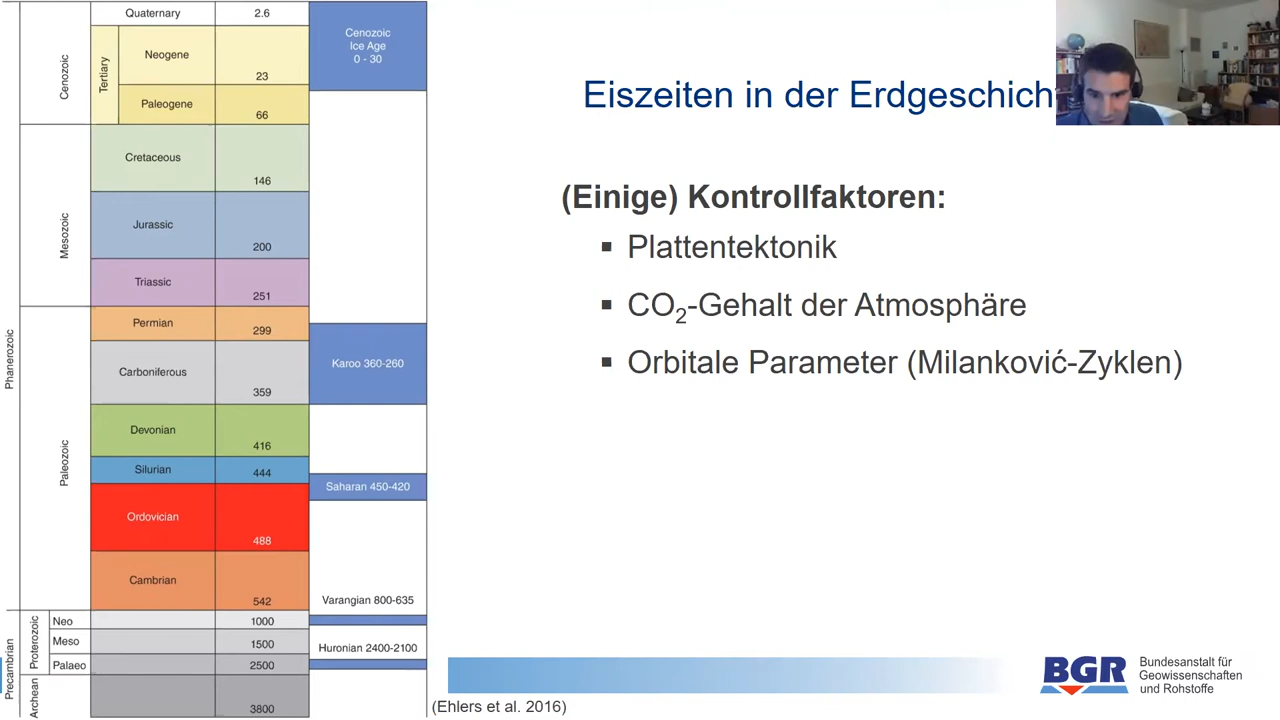 Quaternary 2.6
Cenozoic
Ice Age
0 - 30
Cenozoic
Tertiary
Neogene
23
Paleogene
66
Mesozoic
Cretaceous
146
Jurassic
200
Triassic
251
Phanerozoic
Paleozoic
Permian
299
Carboniferous
359
Karoo 360-260
Devonian
416
Silurian 444
Saharan 450-420
Ordovician
488
Cambrian
542
Varangian 800-635
Precambrian
Proterozoic
Neo 1000
Meso 1500
Huronian 2400-2100
Palaeo 2500
Archean
3800
Eiszeiten in der Erdgeschich
(Einige) Kontrollfaktoren:
▪ Plattentektonik
▪ CO₂-Gehalt der Atmosphäre
▪ Orbitale Parameter (Milanković-Zyklen)
(Ehlers et al. 2016)
BGR
Bundesanstalt für
Geowissenschaften
und Rohstoffe